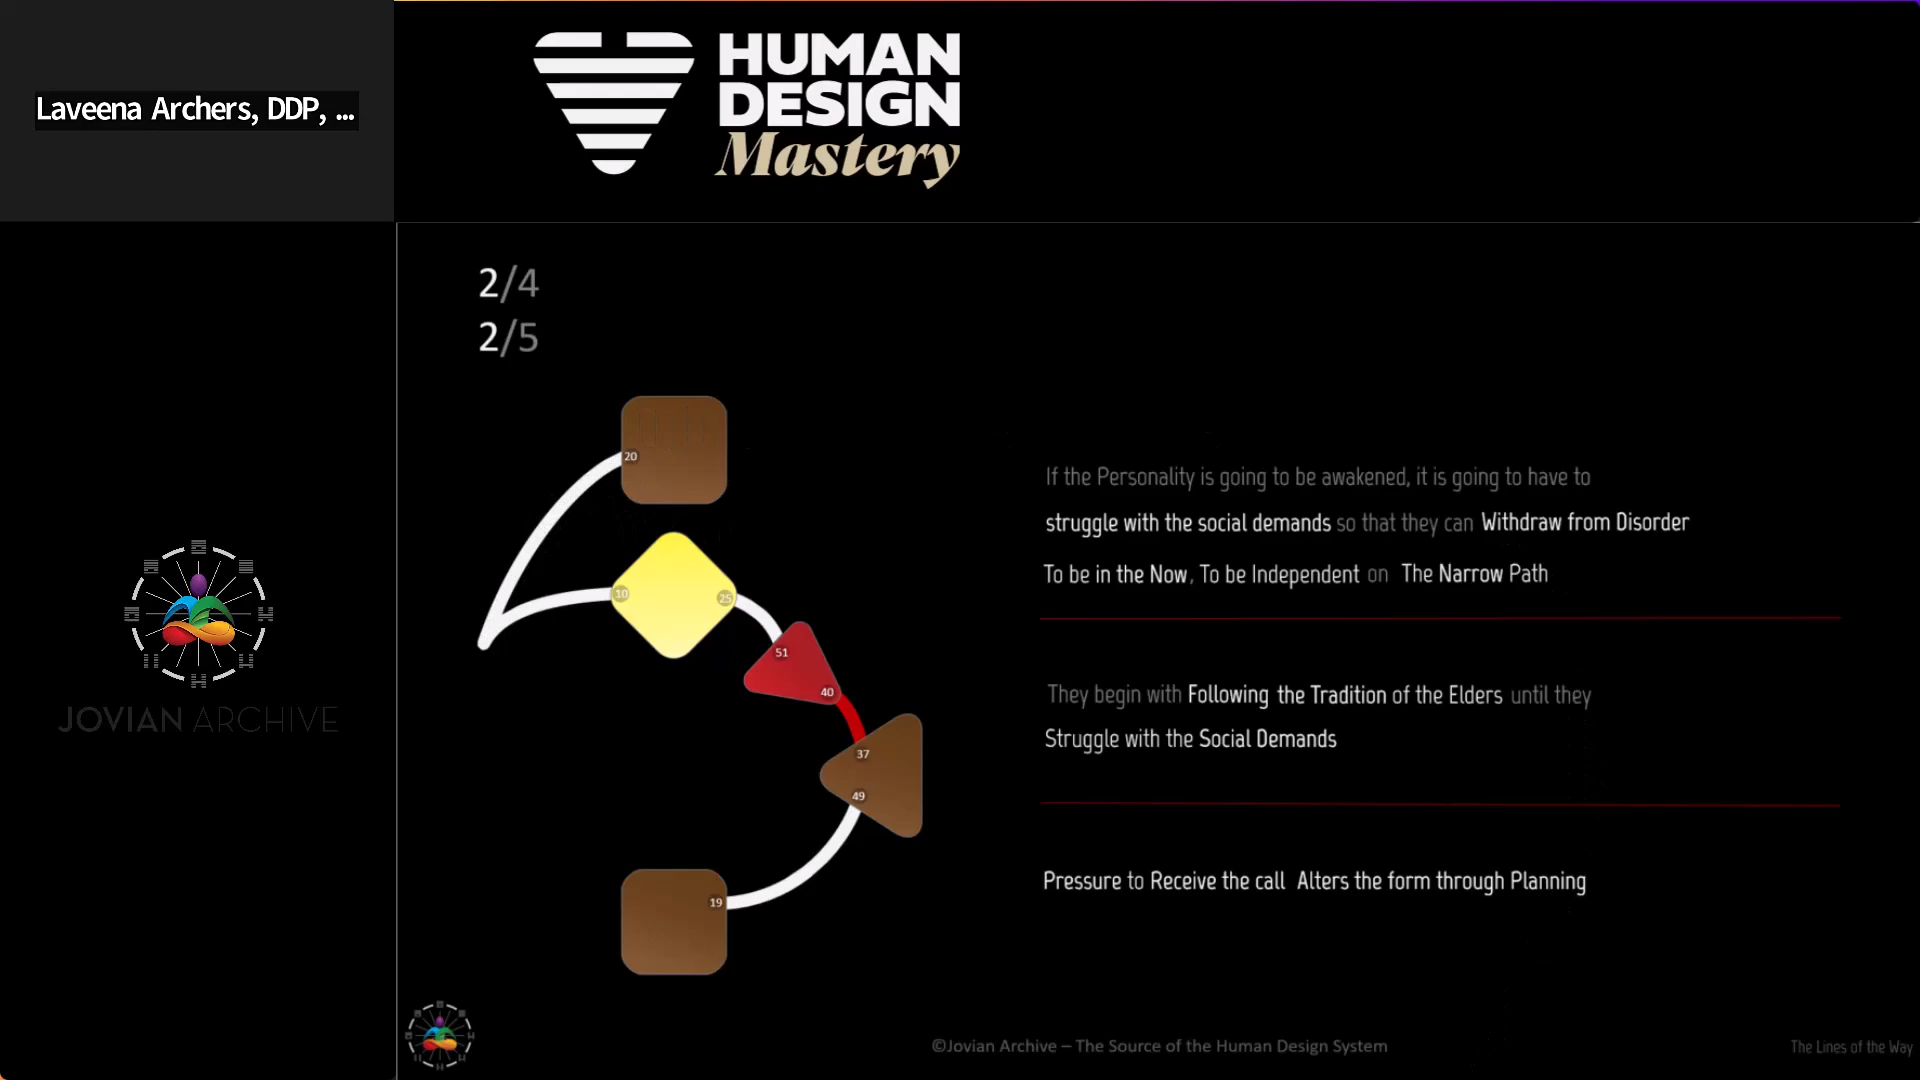 Laveena Archers, DDP, ...
HUMAN
DESIGN
Mastery
2/4
2/5
20
10
25
51
40
37
49
19
If the Personality is going to be awakened, it is going to have to
struggle with the social demands so that they can Withdraw from Disorder
To be in the Now, To be Independent on The Narrow Path
They begin with Following the Tradition of the Elders until they
Struggle with the Social Demands
Pressure to Receive the call Alters the form through Planning
JOVIAN ARCHIVE
©Jovian Archive – The Source of the Human Design System
The Lines of the Way